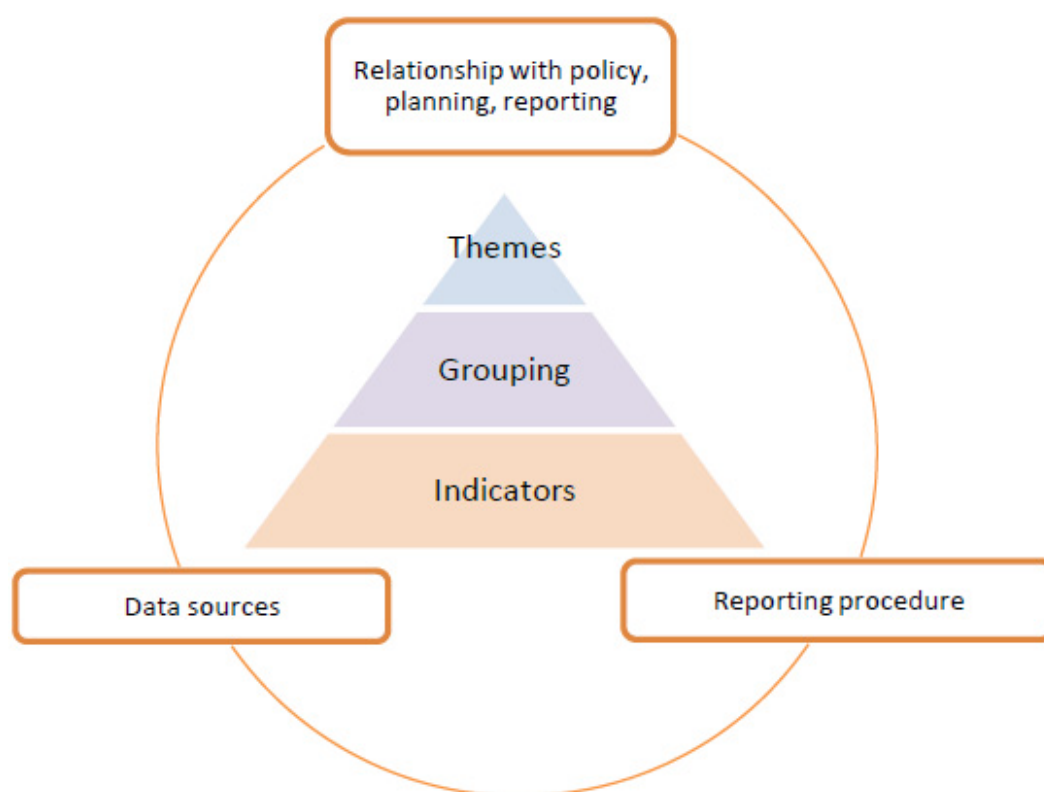 Relationship with policy,
planning, reporting
Themes
Grouping
Indicators
Data sources
Reporting procedure